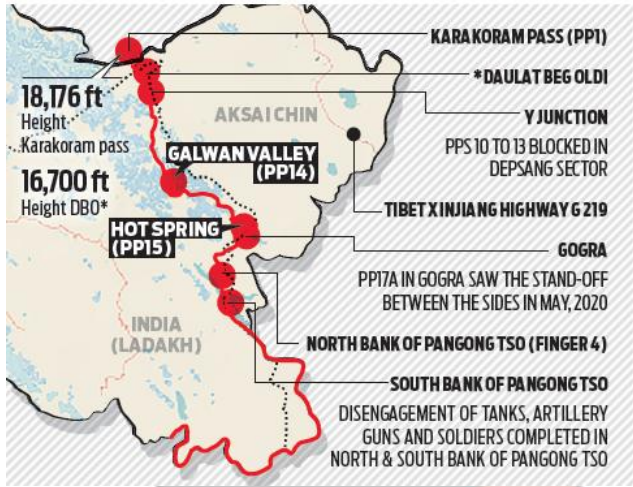 KARAKORAM PASS (PP1)
*DAULAT BEG OLDI
18,176 ft
Height
Karakoram pass
AKSAI CHIN
Y JUNCTION
PPS 10 TO 13 BLOCKED IN
DEPSANG SECTOR
GALWAN VALLEY
(PP14)
16,700 ft
Height DBO*
TIBET XINJIANG HIGHWAY G 219
HOT SPRING
(PP15)
GOGRA
PP17A IN GOGRA SAW THE STAND-OFF
BETWEEN THE SIDES IN MAY, 2020
INDIA
(LADAKH)
NORTH BANK OF PANGONG TSO (FINGER 4)
SOUTH BANK OF PANGONG TSO
DISENGAGEMENT OF TANKS, ARTILLERY
GUNS AND SOLDIERS COMPLETED IN
NORTH & SOUTH BANK OF PANGONG TSO